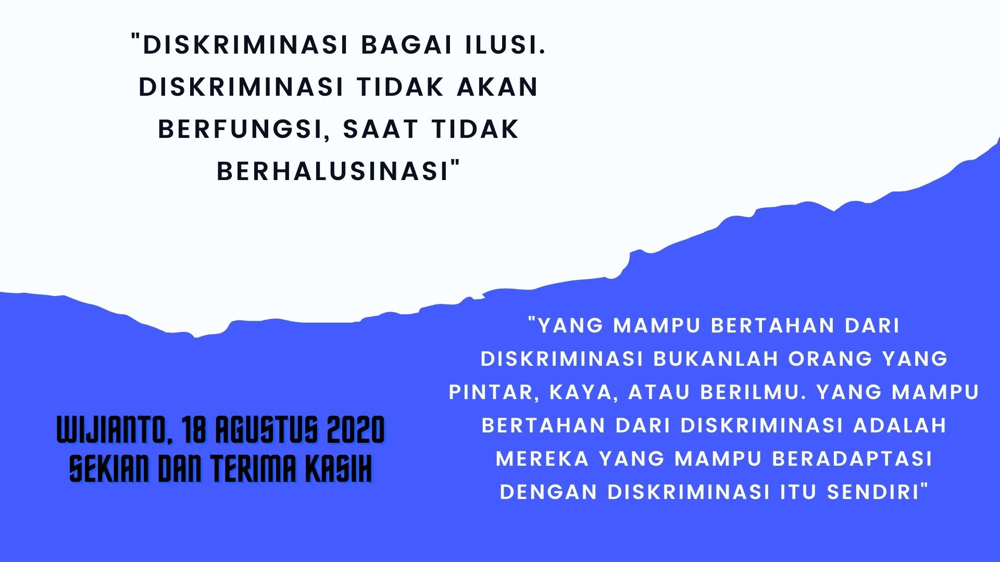 "DISKRIMINASI BAGAI ILUSI.
DISKRIMINASI TIDAK AKAN
BERFUNGSI, SAAT TIDAK
BERHALUSINASI"
"YANG MAMPU BERTAHAN DARI
DISKRIMINASI BUKANLAH ORANG YANG
PINTAR, KAYA, ATAU BERILMU. YANG MAMPU
BERTAHAN DARI DISKRIMINASI ADALAH
MEREKA YANG MAMPU BERADAPTASI
DENGAN DISKRIMINASI ITU SENDIRI"
WIJIANTO, 18 AGUSTUS 2020
SEKIAN DAN TERIMA KASIH